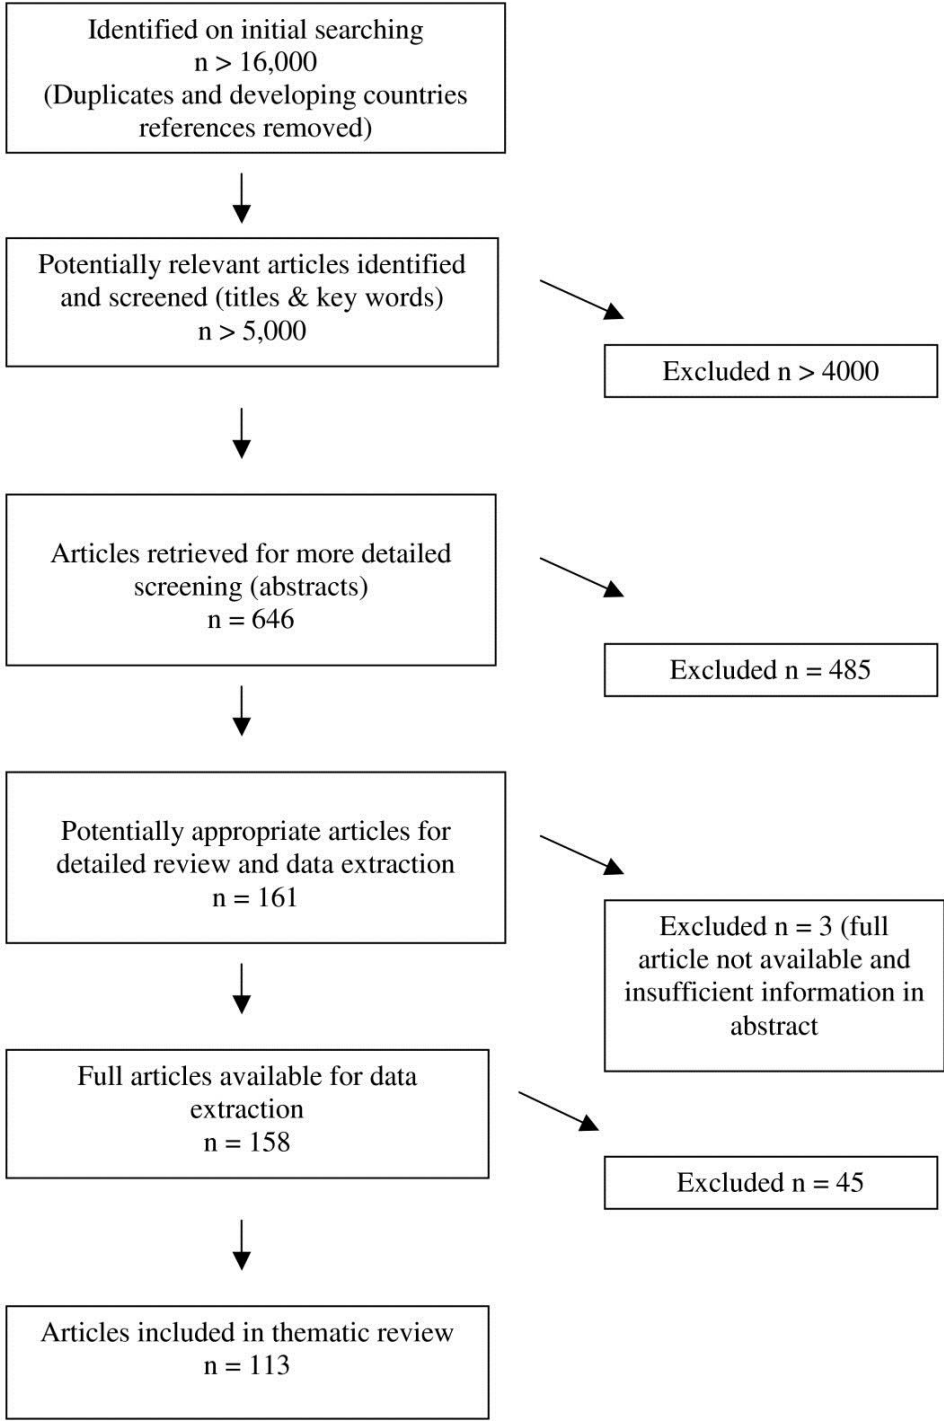 Identified on initial searching
n > 16,000
(Duplicates and developing countries
references removed)
Potentially relevant articles identified
and screened (titles & key words)
n > 5,000
Excluded n > 4000
Articles retrieved for more detailed
screening (abstracts)
n = 646
Excluded n = 485
Potentially appropriate articles for
detailed review and data extraction
n = 161
Excluded n = 3 (full
article not available and
insufficient information in
abstract
Full articles available for data
extraction
n = 158
Excluded n = 45
Articles included in thematic review
n = 113